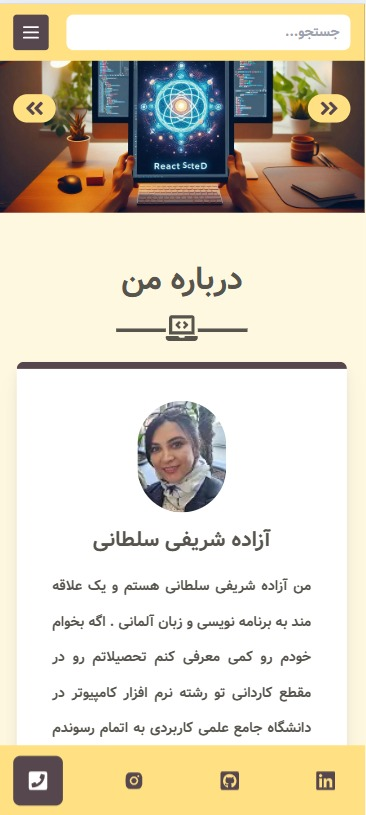 جستجو...
React ScteD
درباره من
آزاده شریفی سلطانی
من آزاده شریفی سلطانی هستم و یک علاقه
مند به برنامه نویسی و زبان آلمانی . اگه بخوام
خودم رو کمی معرفی کنم تحصیلاتم رو در
مقطع کاردانی تو رشته نرم افزار کامپیوتر در
دانشگاه جامع علمی کاربردی به اتمام رسوندم